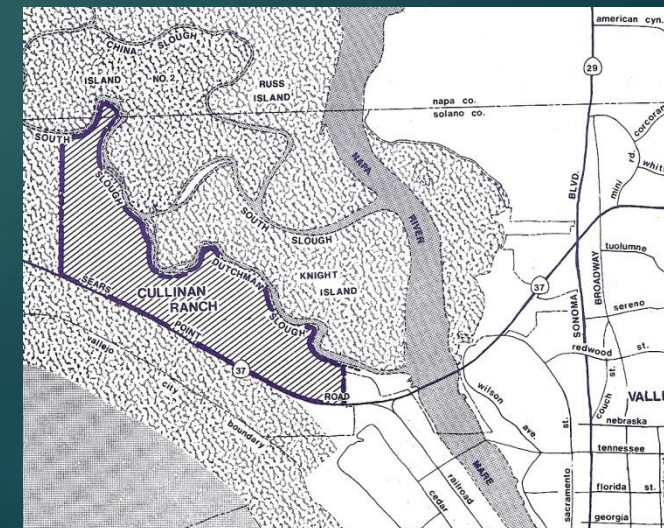 american cyn.
CHINA SLOUGH
29
ISLAND NO. 2
RUSS
ISLAND
napa co.
solano co.
corcoran
SOUTH
SLOUGH
NAPA
RIVER
BLVD.
mini rd.
whit
SOUTH
SLOUGH
BROADWAY
tuolumne
KNIGHT
ISLAND
DUTCHMAN
SLOUGH
CULLINAN
RANCH
37
SEARS
POINT
SONOMA
sereno
vallejo
city
boundary
37
ROAD
redwood st.
wilson
ave.
couch st.
VALL
nebraska
MARE
st.
tennessee
railroad
cedar
sacramento
florida st.
georgia